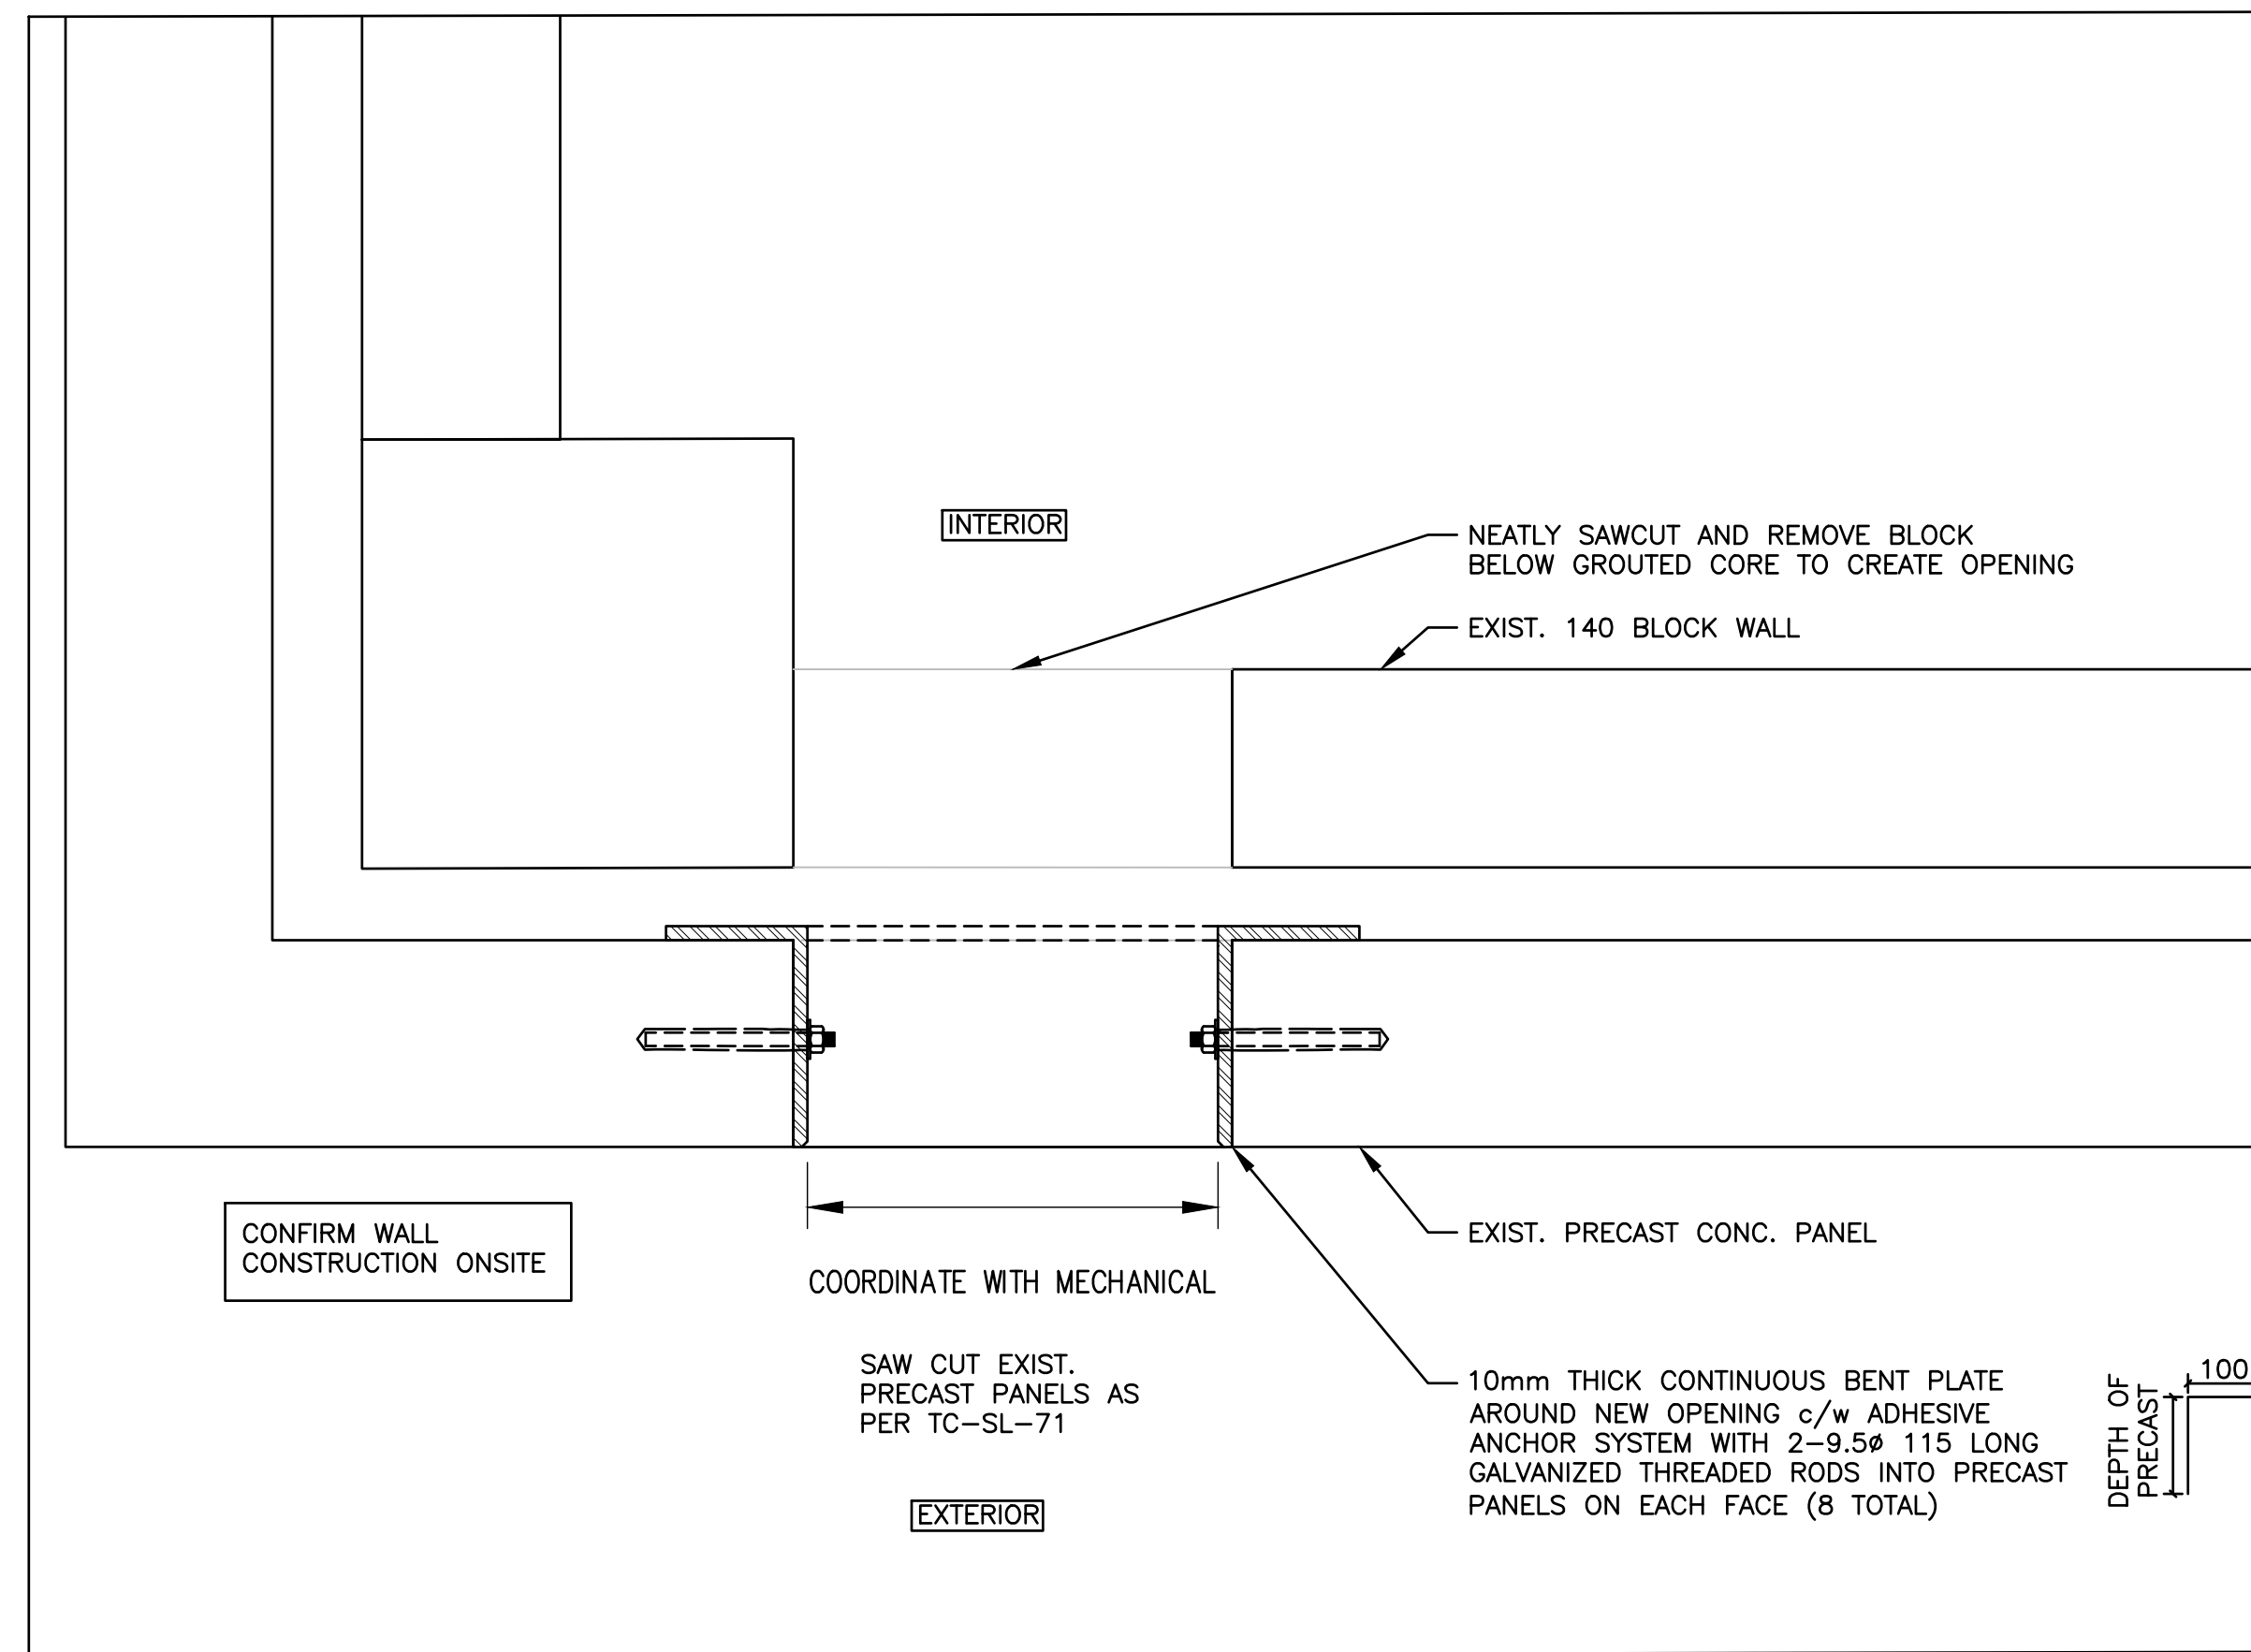 INTERIOR
NEATLY SAWCUT AND REMOVE BLOCK
BELOW GROUTED CORE TO CREATE OPENING
EXIST. 140 BLOCK WALL
CONFIRM WALL
CONSTRUCTION ONSITE
EXIST. PRECAST CONC. PANEL
COORDINATE WITH MECHANICAL
SAW CUT EXIST.
PRECAST PANELS AS
PER TC-SL-71
10mm THICK CONTINUOUS BENT PLATE
AROUND NEW OPENING c/w ADHESIVE
ANCHOR SYSTEM WITH 2-9.5ø 115 LONG
GALVANIZED THREADED RODS INTO PRECAST
PANELS ON EACH FACE (8 TOTAL)
100
DEPTH OF
PRECAST
EXTERIOR